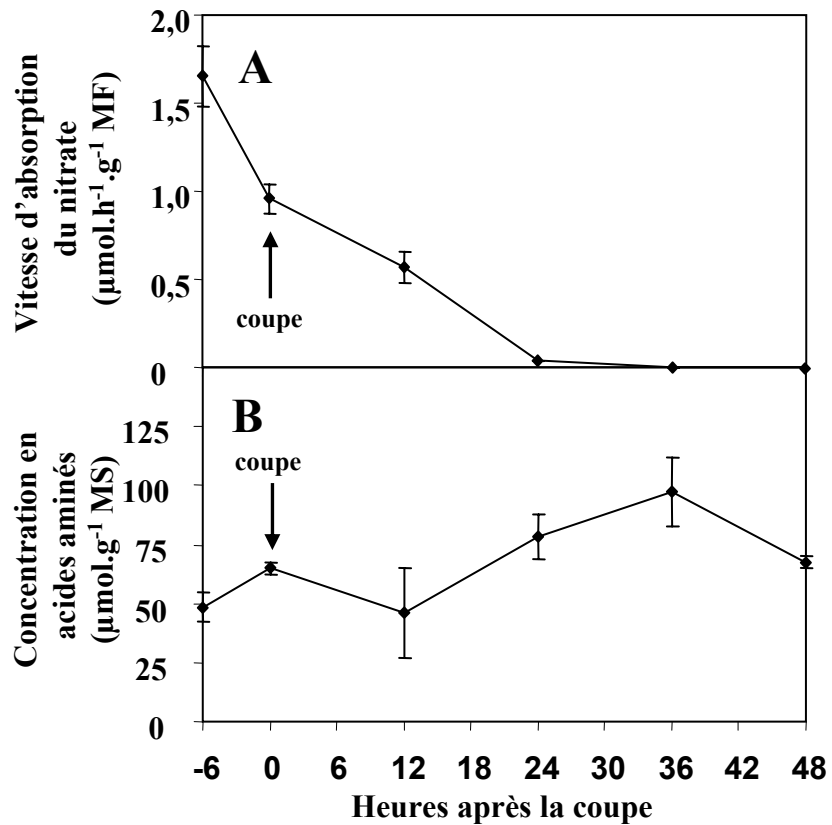 Vitesse d’absorption
du nitrate
(µmol.h-1.g-1 MF)
2,0
1,5
1,0
0,5
0
A
coupe
Concentration en
acides aminés
(µmol.g-1 MS)
125
100
75
50
25
0
B
coupe
-6 0 6 12 18 24 30 36 42 48
Heures après la coupe